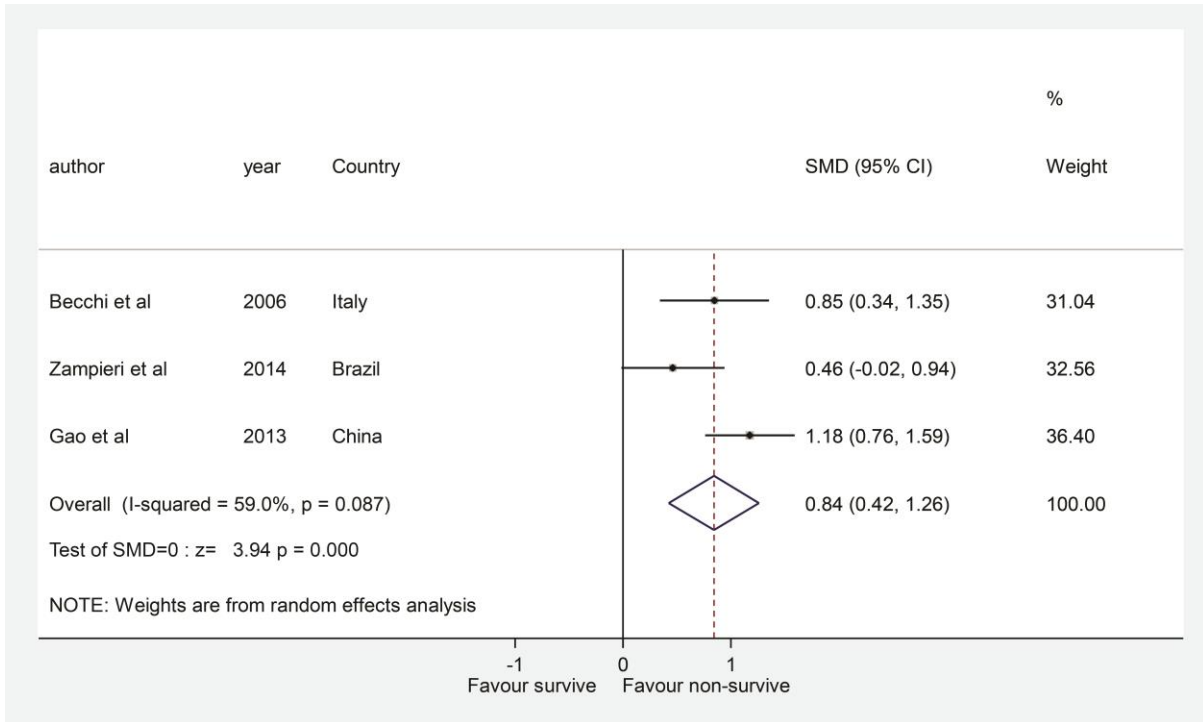 %
author year Country SMD (95% CI) Weight
Becchi et al 2006 Italy 0.85 (0.34, 1.35) 31.04
Zampieri et al 2014 Brazil 0.46 (-0.02, 0.94) 32.56
Gao et al 2013 China 1.18 (0.76, 1.59) 36.40
Overall (I-squared = 59.0%, p = 0.087) 0.84 (0.42, 1.26) 100.00
Test of SMD=0 : z= 3.94 p = 0.000
NOTE: Weights are from random effects analysis
-1 0 1
Favour survive Favour non-survive